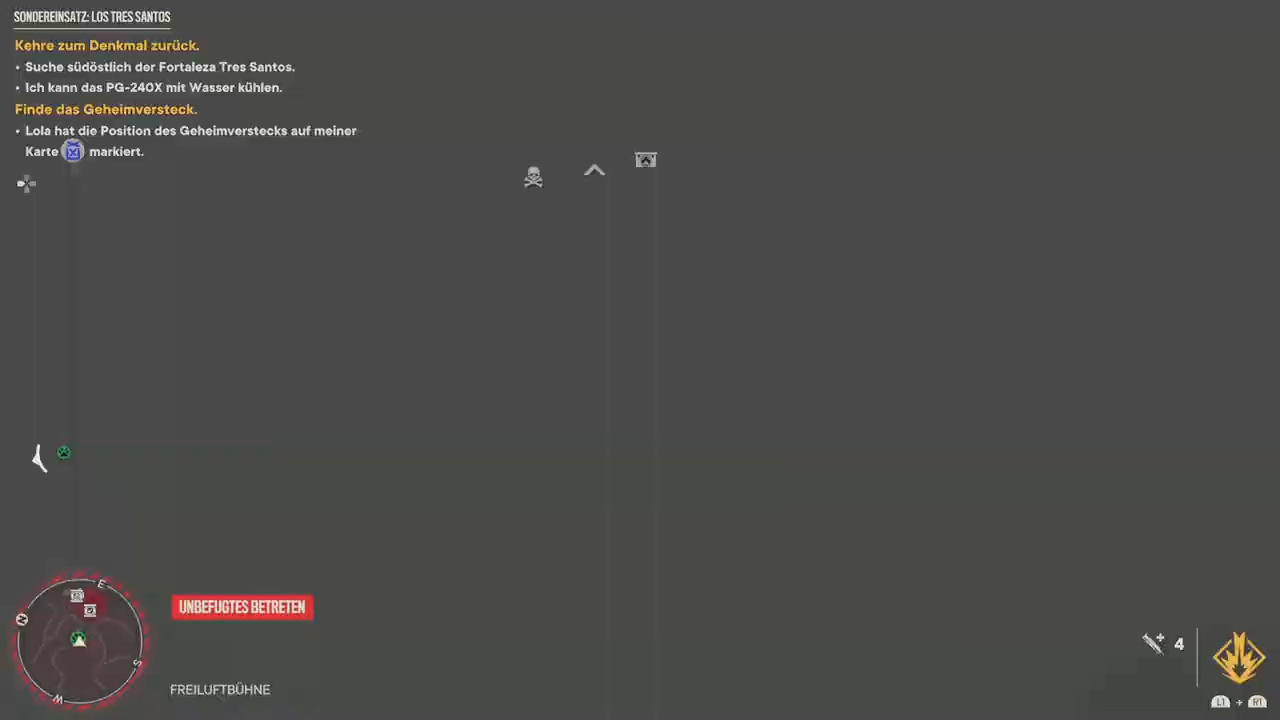 SONDEREINSATZ: LOS TRES SANTOS
Kehre zum Denkmal zurück.
• Suche südöstlich der Fortaleza Tres Santos.
• Ich kann das PG-240X mit Wasser kühlen.
Finde das Geheimversteck.
• Lola hat die Position des Geheimverstecks auf meiner
Karte markiert.
E
N
S
W
UNBEFUGTES BETRETEN
FREILUFTBÜHNE
4
L1 + R1